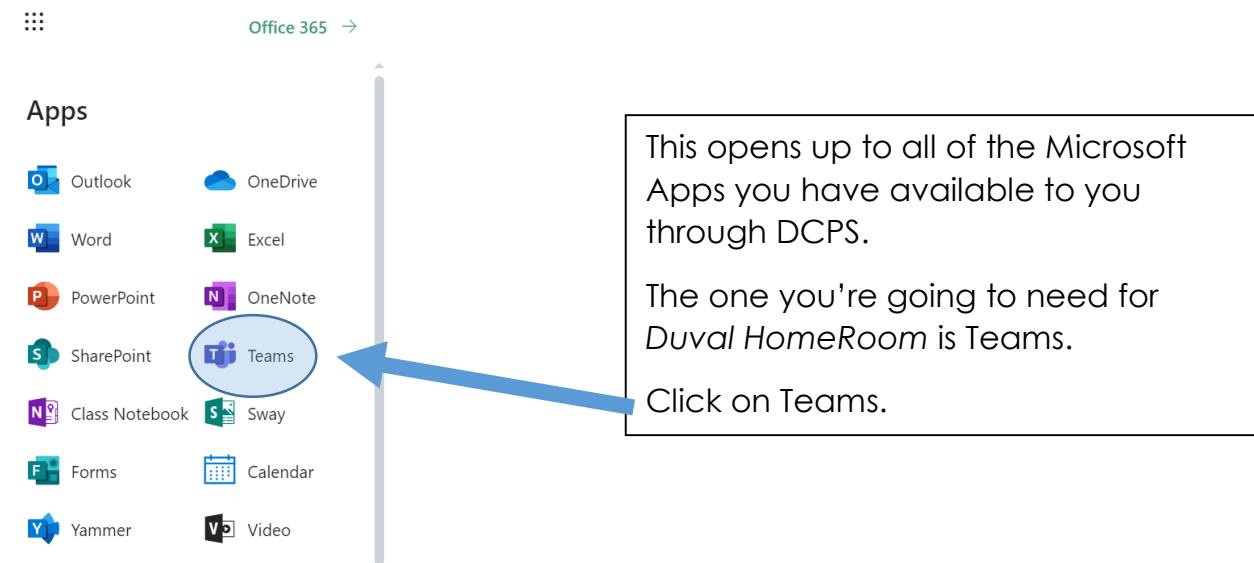 Office 365 →
Apps
Outlook OneDrive
Word Excel
PowerPoint OneNote
SharePoint Teams
Class Notebook Sway
Forms Calendar
Yammer Video
This opens up to all of the Microsoft
Apps you have available to you
through DCPS.
The one you’re going to need for
Duval HomeRoom is Teams.
Click on Teams.